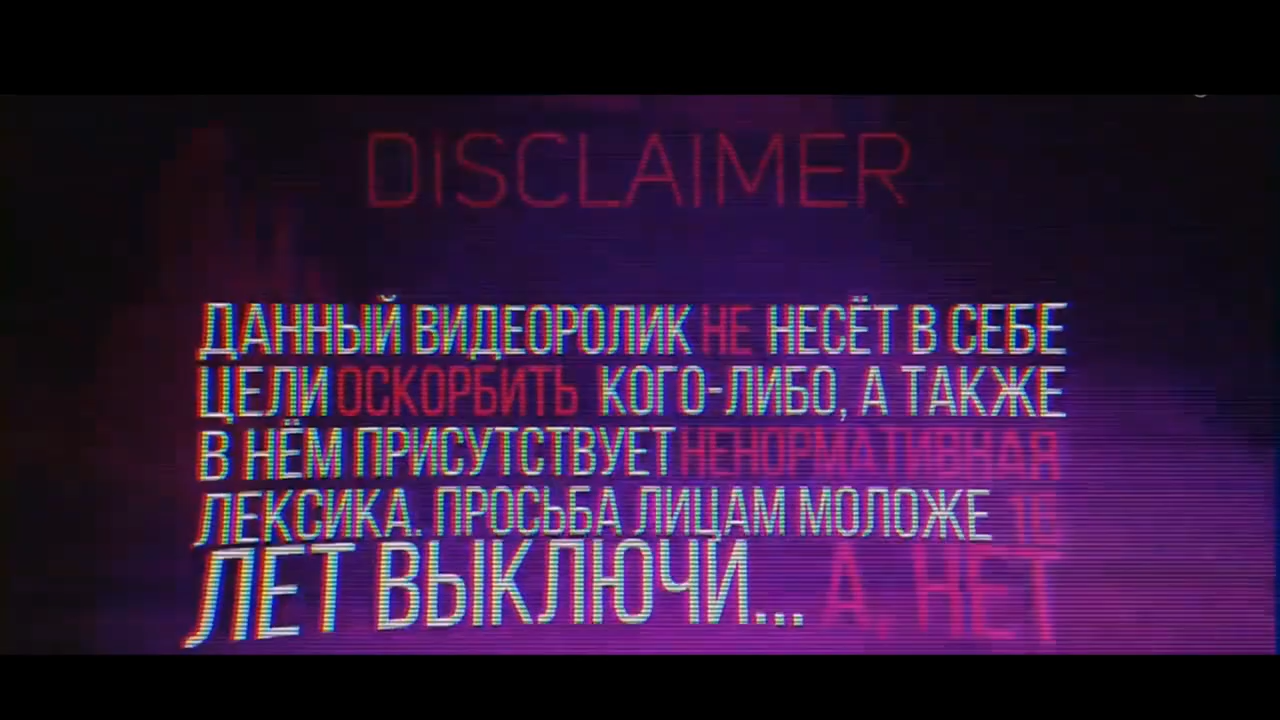 DISCLAIMER
ДАННЫЙ ВИДЕОРОЛИК НЕ НЕСЁТ В СЕБЕ
ЦЕЛИ ОСКОРБИТЬ КОГО-ЛИБО, А ТАКЖЕ
В НЁМ ПРИСУТСТВУЕТ НЕНОРМАТИВНАЯ
ЛЕКСИКА. ПРОСЬБА ЛИЦАМ МОЛОЖЕ
ЛЕТ ВЫКЛЮЧИ... А, НЕТ